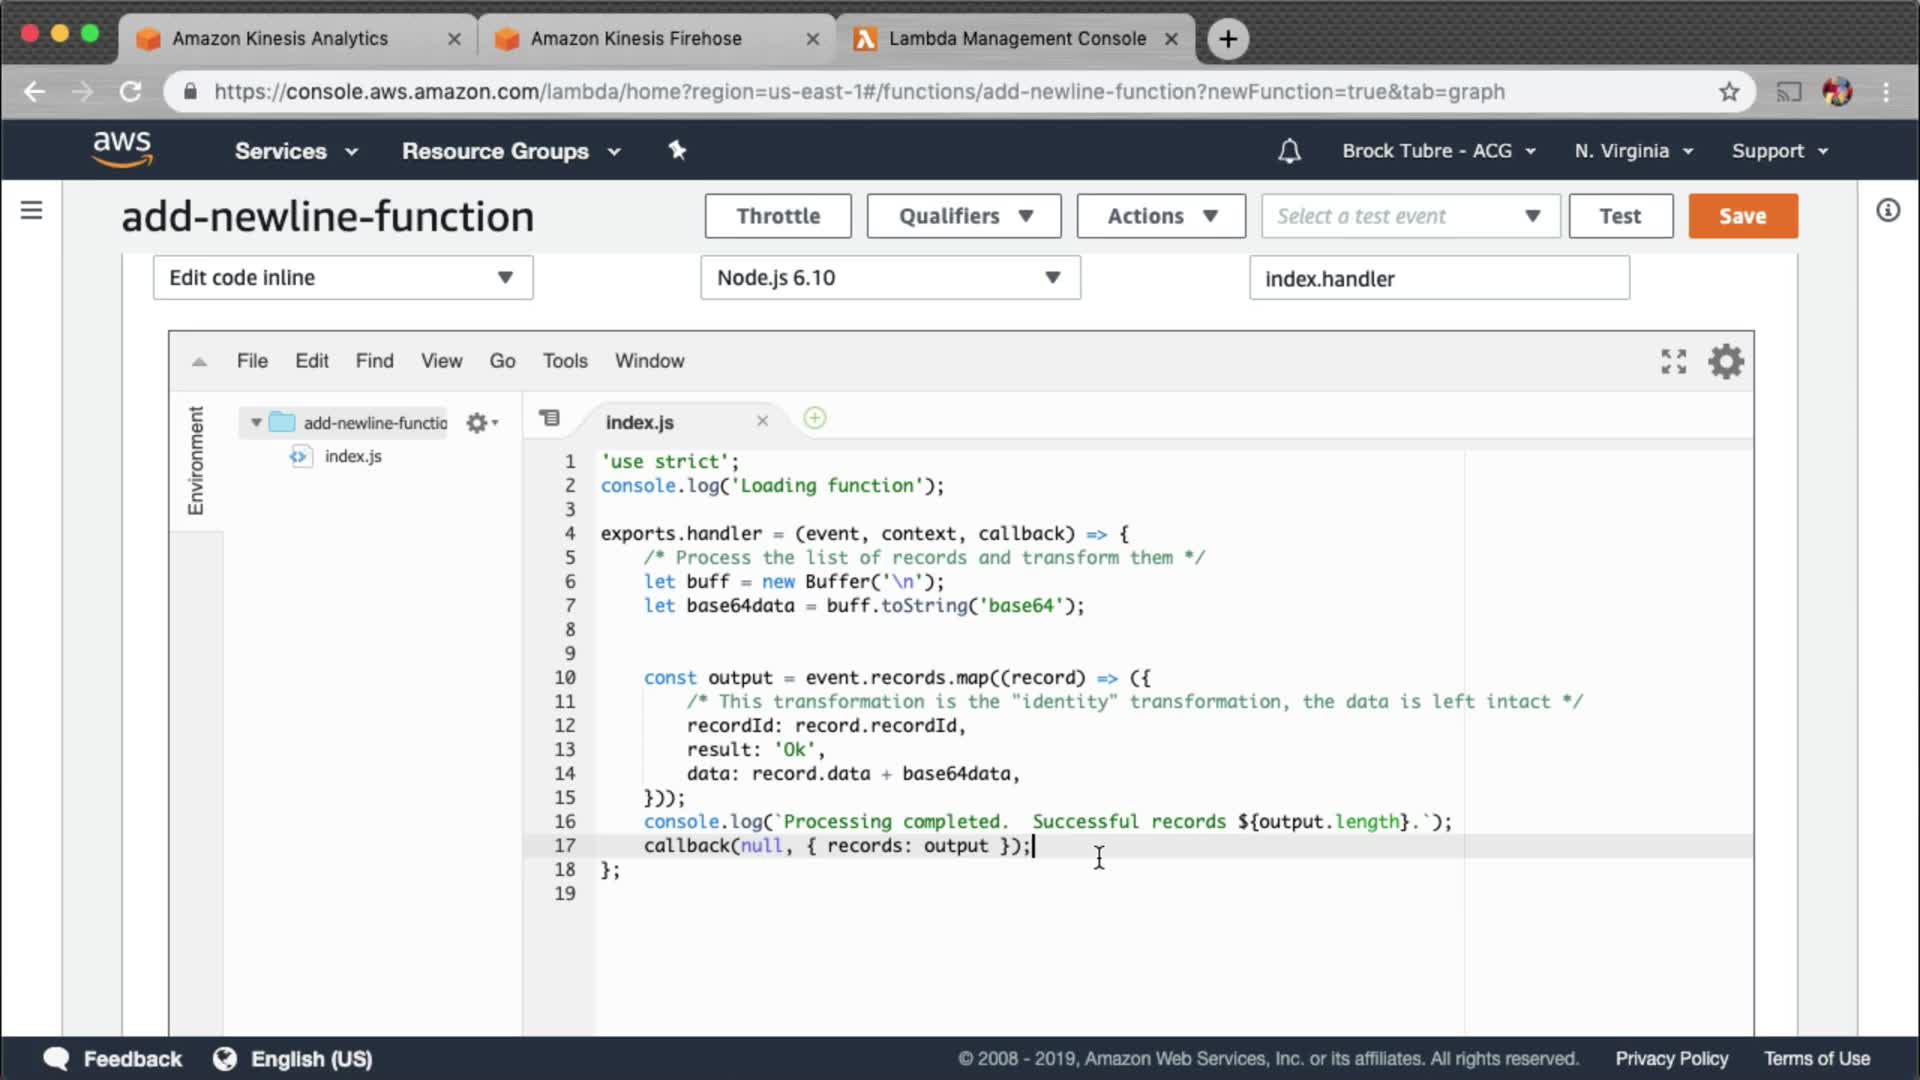 Amazon Kinesis Analytics
Amazon Kinesis Firehose
Lambda Management Console
https://console.aws.amazon.com/lambda/home?region=us-east-1#/functions/add-newline-function?newFunction=true&tab=graph
aws Services Resource Groups Brock Tubre - ACG N. Virginia Support
add-newline-function Throttle Qualifiers Actions Select a test event Test Save
Edit code inline Node.js 6.10 index.handler
File Edit Find View Go Tools Window
Environment
add-newline-functio
index.js
index.js
1 'use strict';
2 console.log('Loading function');
3
4 exports.handler = (event, context, callback) => {
5 /* Process the list of records and transform them */
6 let buff = new Buffer('\n');
7 let base64data = buff.toString('base64');
8
9
10 const output = event.records.map((record) => ({
11 /* This transformation is the "identity" transformation, the data is left intact */
12 recordId: record.recordId,
13 result: 'Ok',
14 data: record.data + base64data,
15 }));
16 console.log(`Processing completed.  Successful records ${output.length}.`);
17 callback(null, { records: output });
18 };
19
Feedback English (US) © 2008 - 2019, Amazon Web Services, Inc. or its affiliates. All rights reserved. Privacy Policy Terms of Use